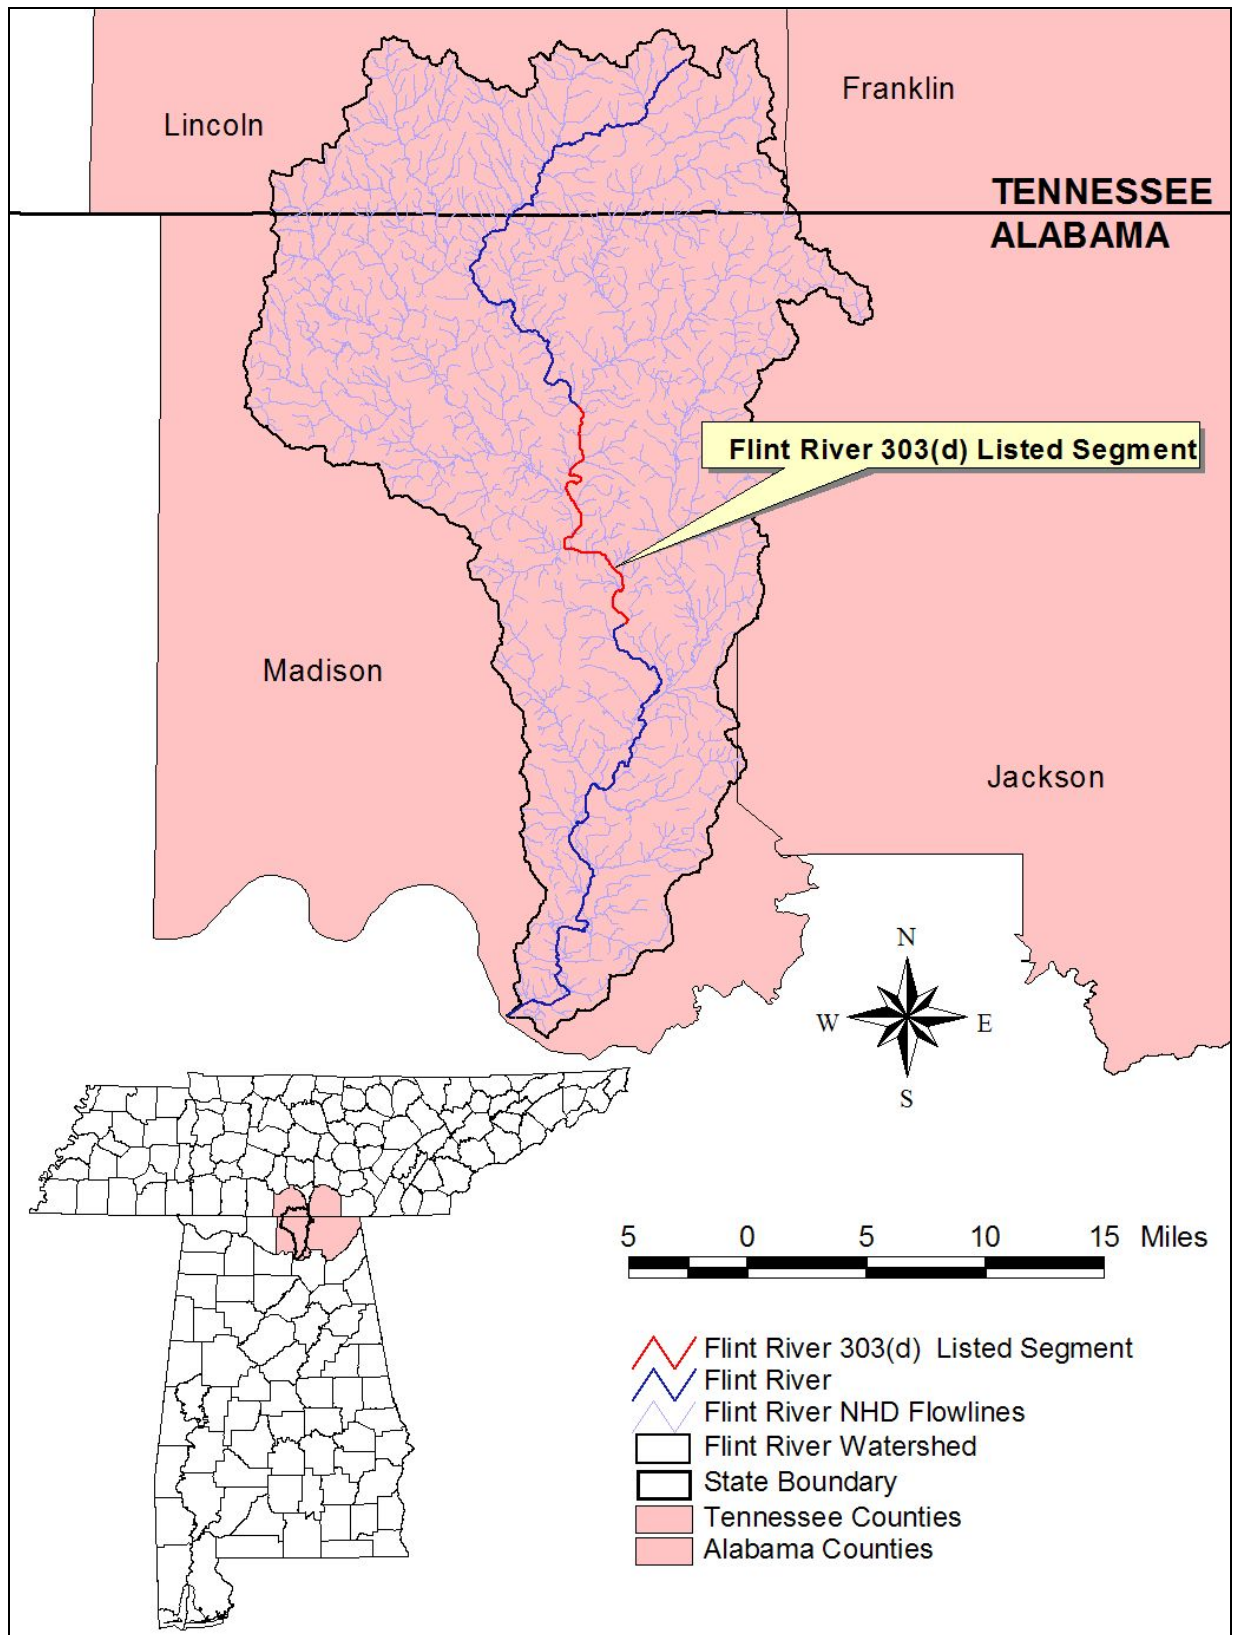 Franklin
Lincoln
TENNESSEE
ALABAMA
Flint River 303(d) Listed Segment
Madison
Jackson
N
W E
S
5 0 5 10 15 Miles
Flint River 303(d) Listed Segment
Flint River
Flint River NHD Flowlines
Flint River Watershed
State Boundary
Tennessee Counties
Alabama Counties